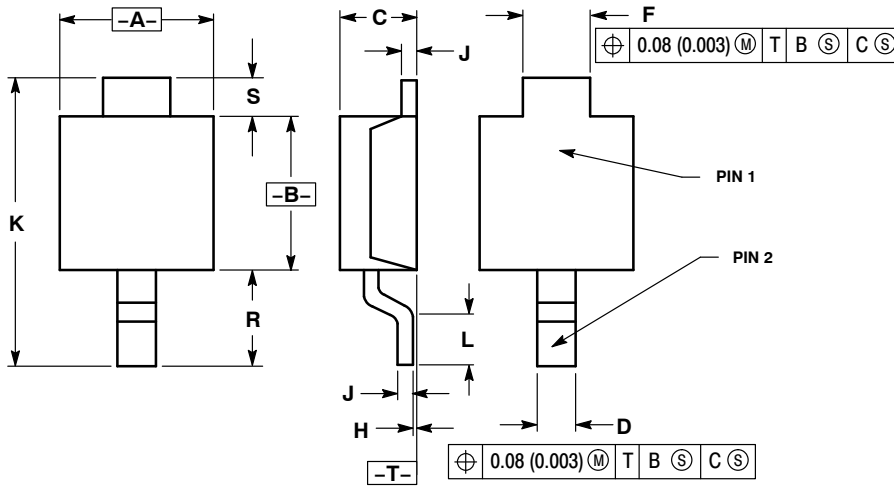 –A–
C
F
⌖ 0.08 (0.003) Ⓜ T B Ⓢ C Ⓢ
J
S
K
–B–
PIN 1
PIN 2
R
L
J
H
D
⌖ 0.08 (0.003) Ⓜ T B Ⓢ C Ⓢ
–T–